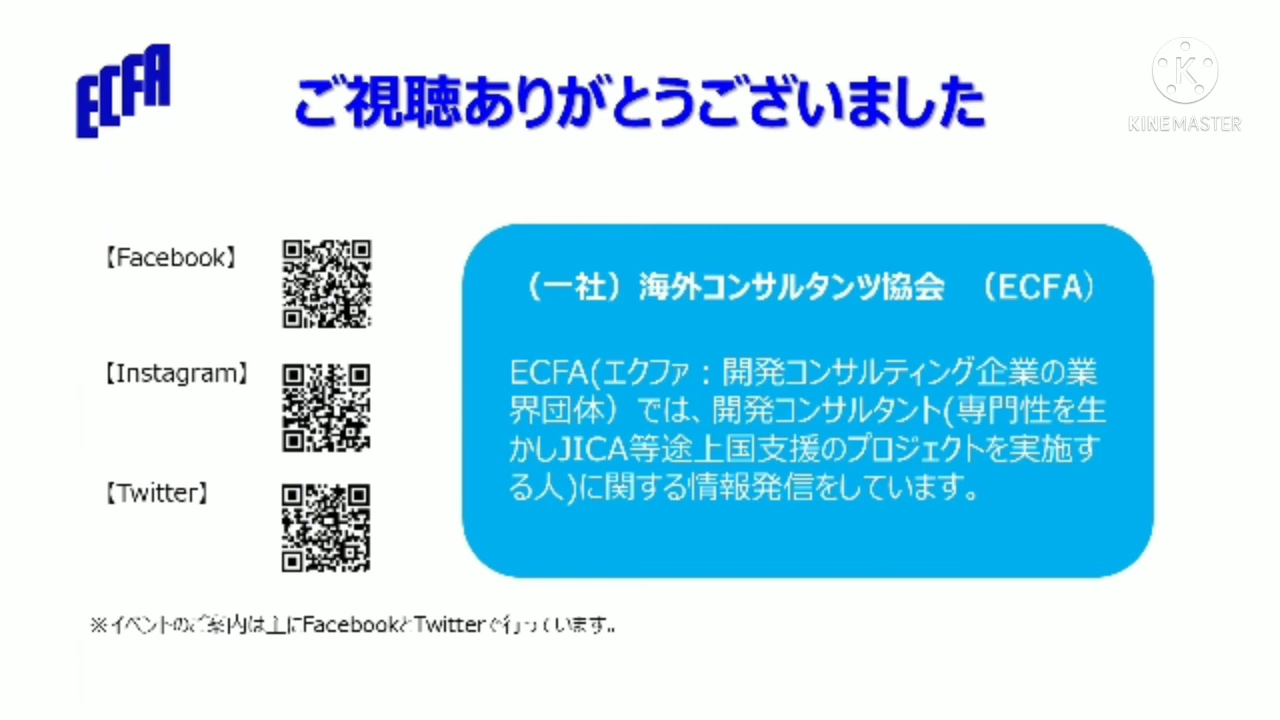 ECFA
ご視聴ありがとうございました
KINEMASTER
【Facebook】
【Instagram】
【Twitter】
（一社）海外コンサルタンツ協会　（ECFA）
ECFA(エクファ：開発コンサルティング企業の業
界団体）では、開発コンサルタント(専門性を生
かしJICA等途上国支援のプロジェクトを実施す
る人)に関する情報発信をしています。
※イベントのご案内は主にFacebookとTwitterで行っています。